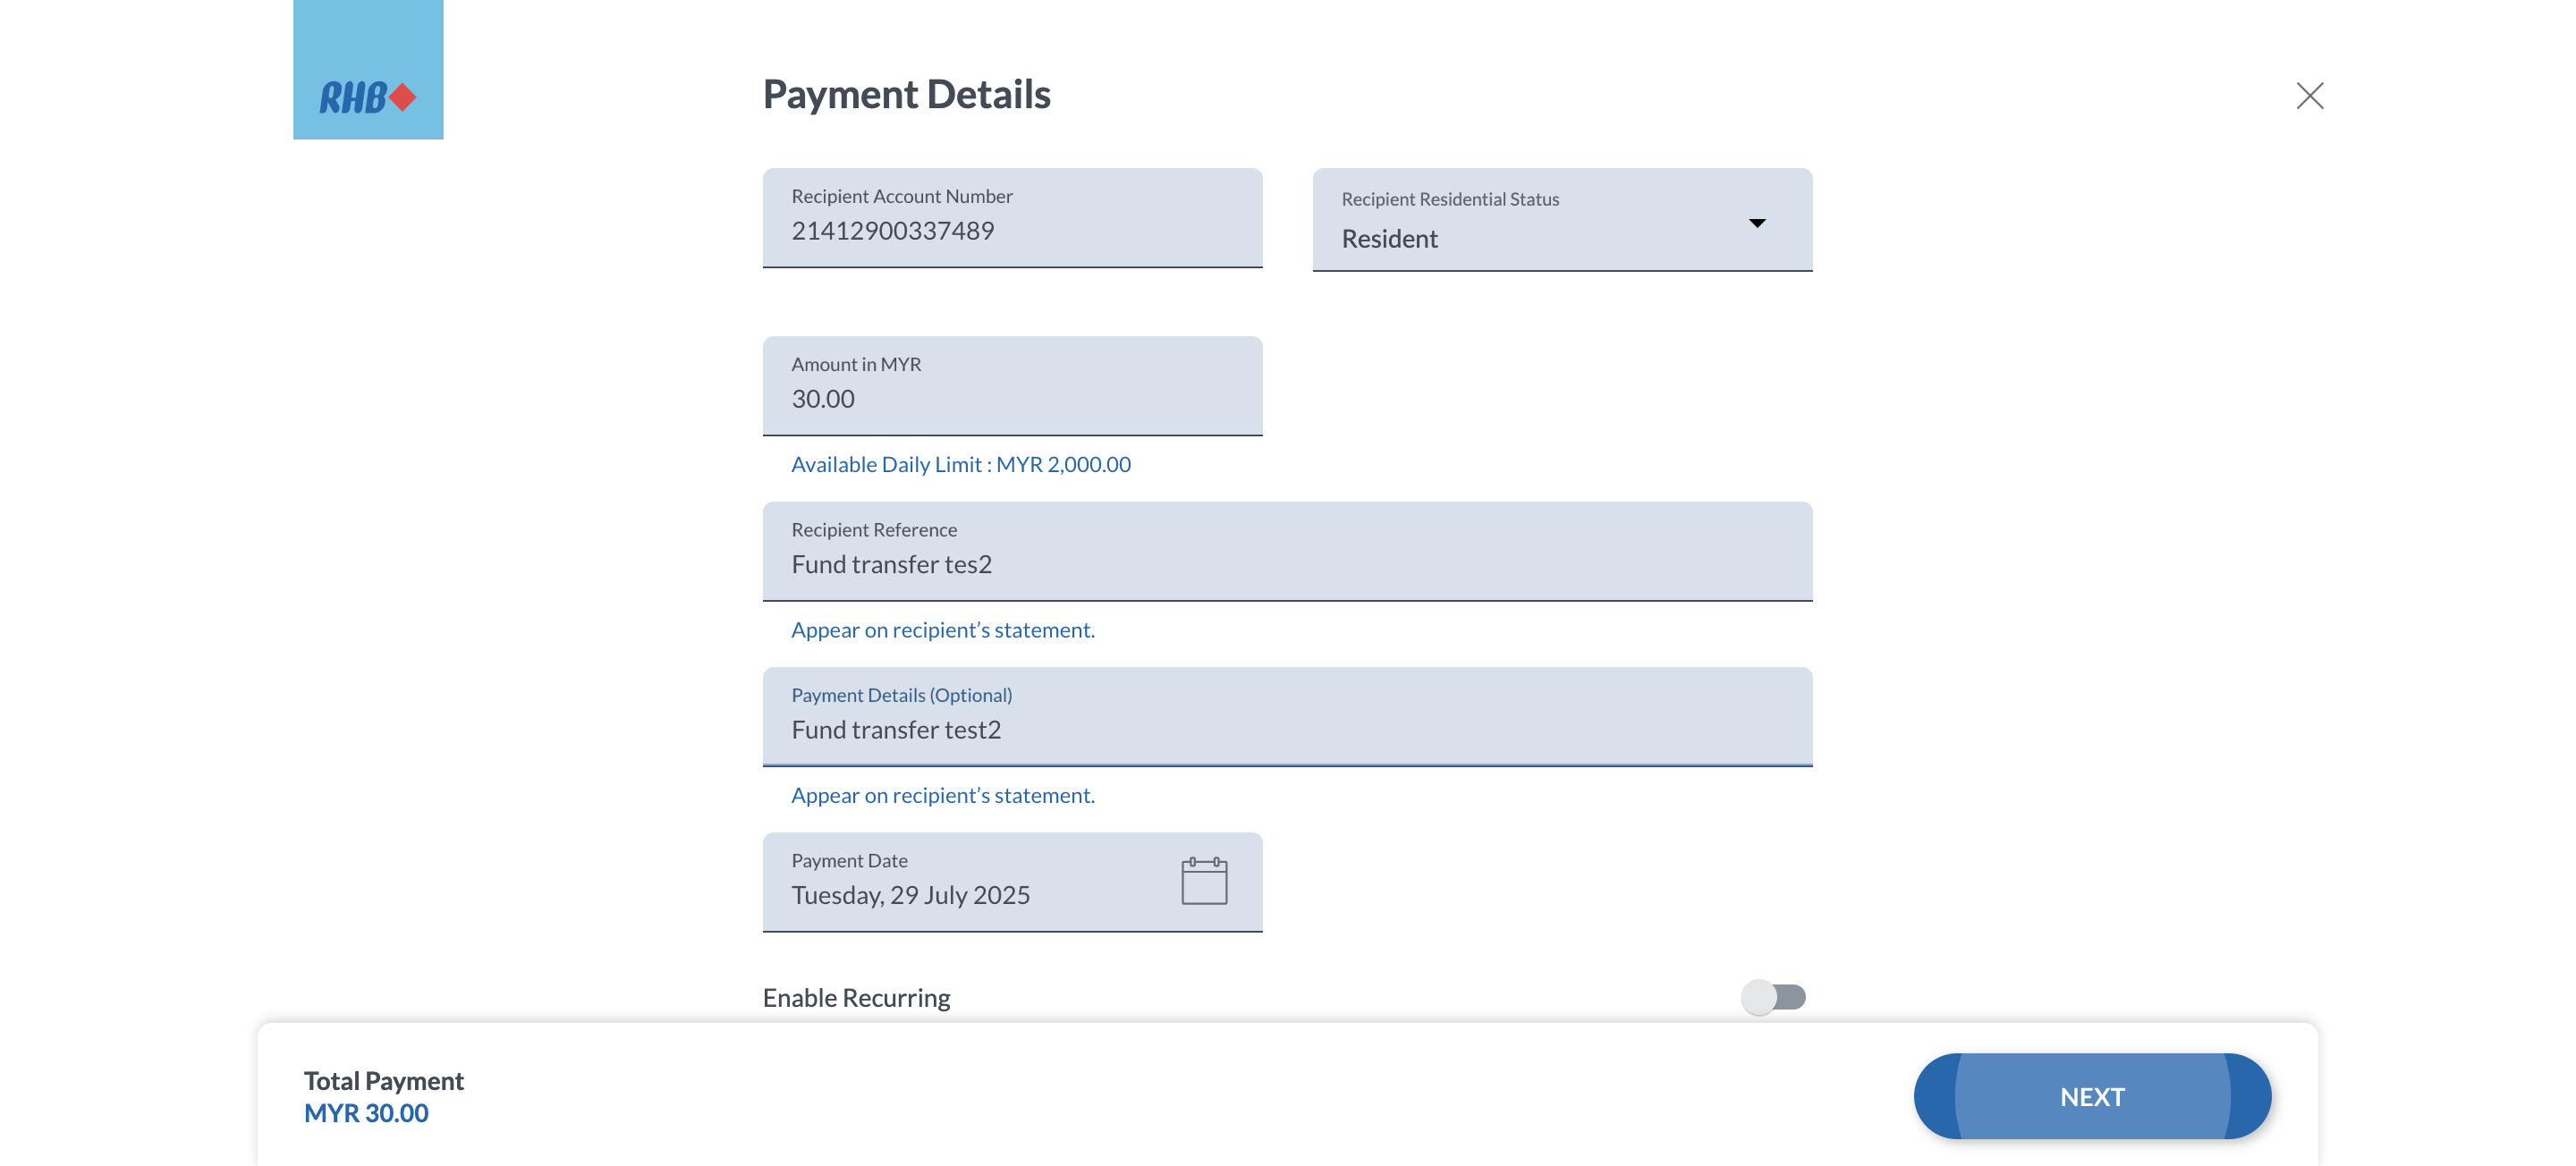 RHB
Payment Details
Recipient Account Number
21412900337489
Recipient Residential Status
Resident
Amount in MYR
30.00
Available Daily Limit : MYR 2,000.00
Recipient Reference
Fund transfer tes2
Appear on recipient’s statement.
Payment Details (Optional)
Fund transfer test2
Appear on recipient’s statement.
Payment Date
Tuesday, 29 July 2025
Enable Recurring
Total Payment
MYR 30.00
NEXT